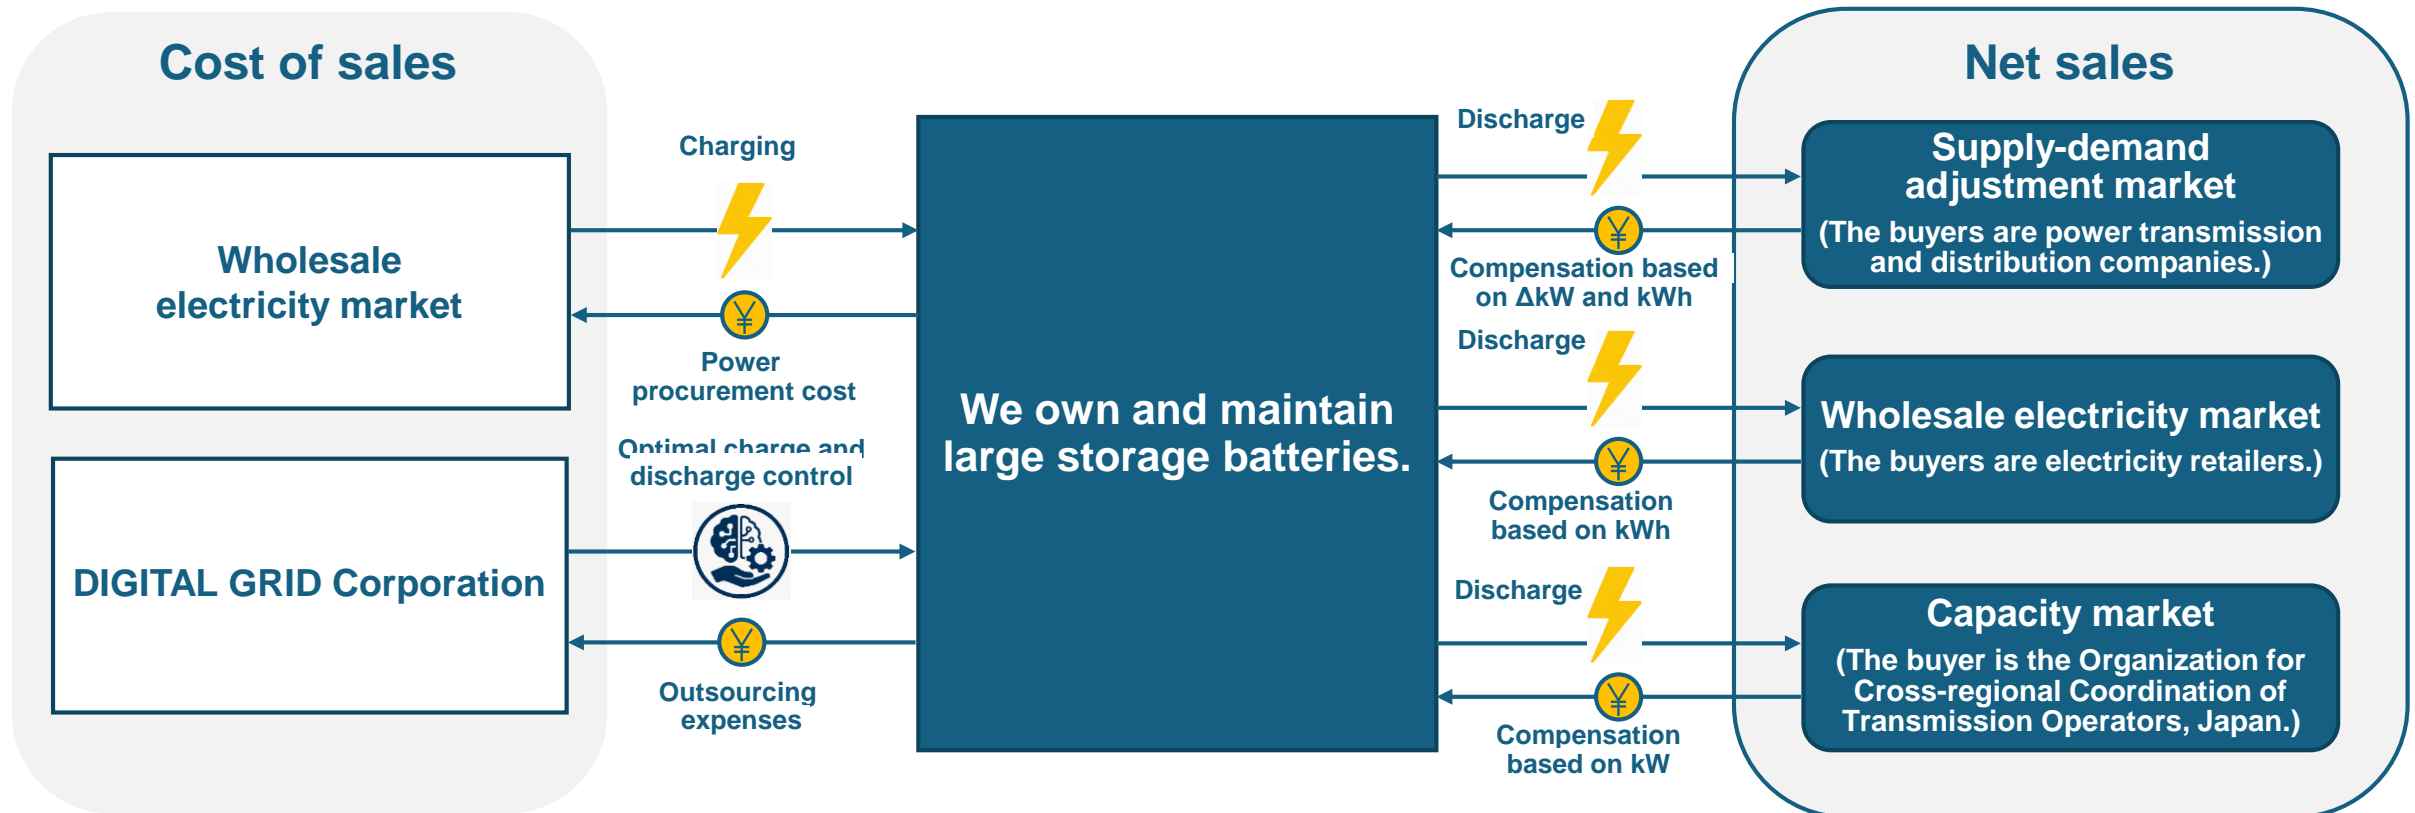 Cost of sales
Wholesale
electricity market
DIGITAL GRID Corporation
Charging
¥
Power
procurement cost
Optimal charge and
discharge control
¥
Outsourcing
expenses
We own and maintain
large storage batteries.
Discharge
¥
Compensation based
on ΔkW and kWh
Discharge
¥
Compensation
based on kWh
Discharge
¥
Compensation
based on kW
Net sales
Supply-demand
adjustment market
(The buyers are power transmission
and distribution companies.)
Wholesale electricity market
(The buyers are electricity retailers.)
Capacity market
(The buyer is the Organization for
Cross-regional Coordination of
Transmission Operators, Japan.)